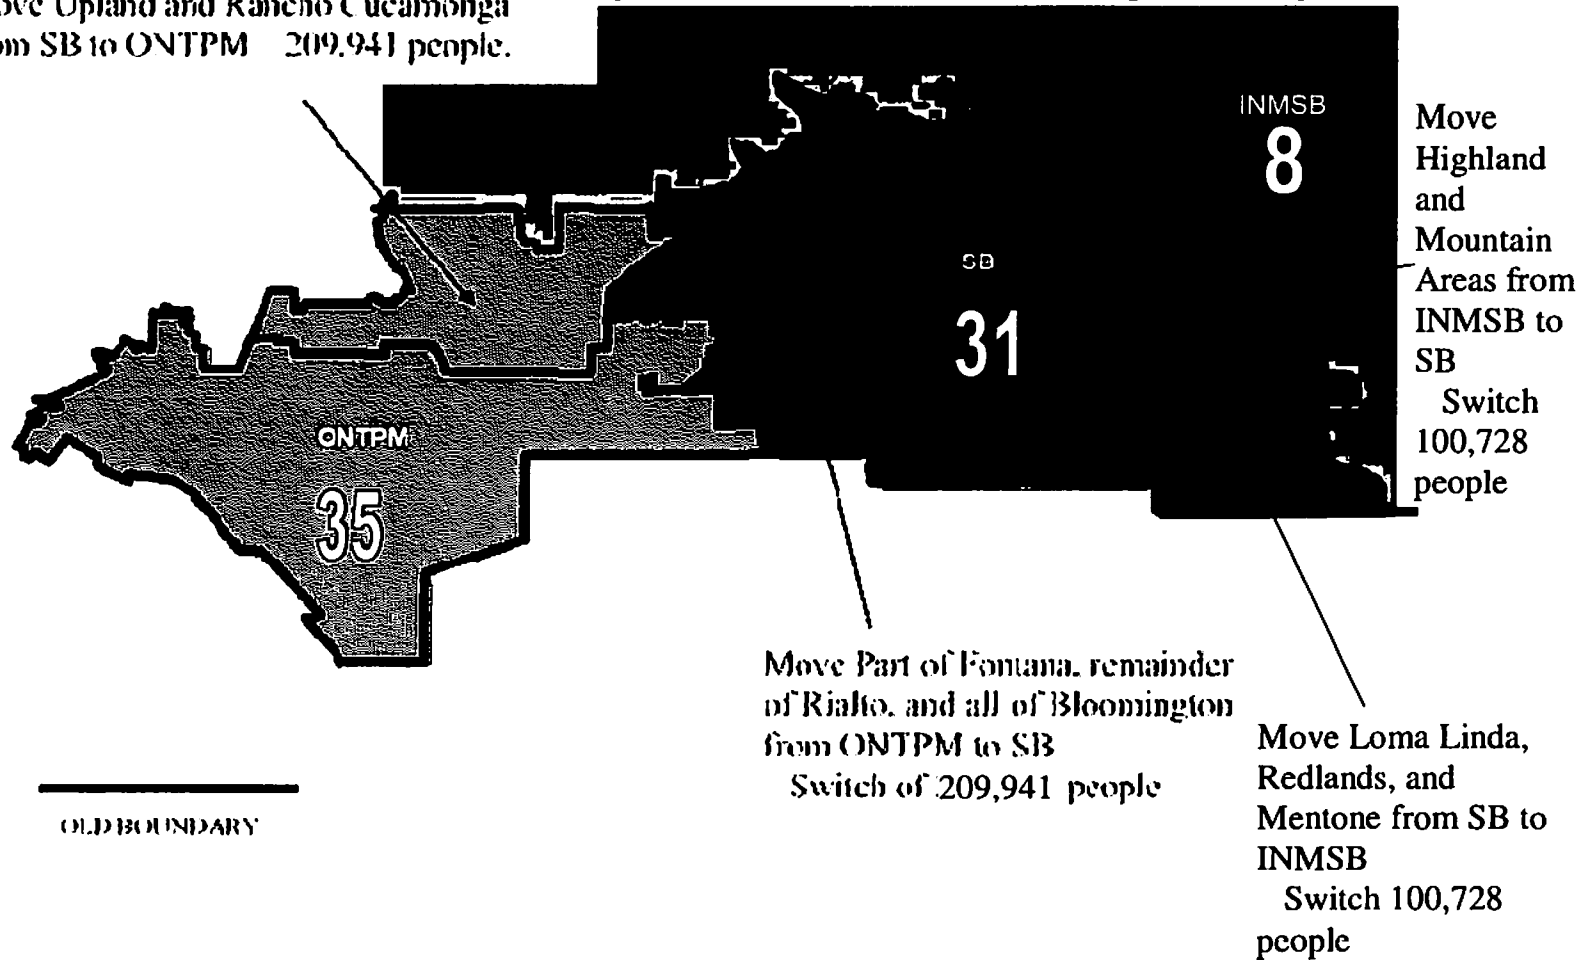 Upland and Rancho Cucamonga
SB to ONTPM 209,941 people.
INMSB
8
Move
Highland
and
Mountain
Areas from
INMSB to
SB
Switch
100,728
people
SB
31
ONTPM
35
Move Part of Fontana, remainder
of Rialto, and all of Bloomington
from ONTPM to SB
Switch of 209,941 people
Move Loma Linda,
Redlands, and
Mentone from SB to
INMSB
Switch 100,728
people
OLD BOUNDARY